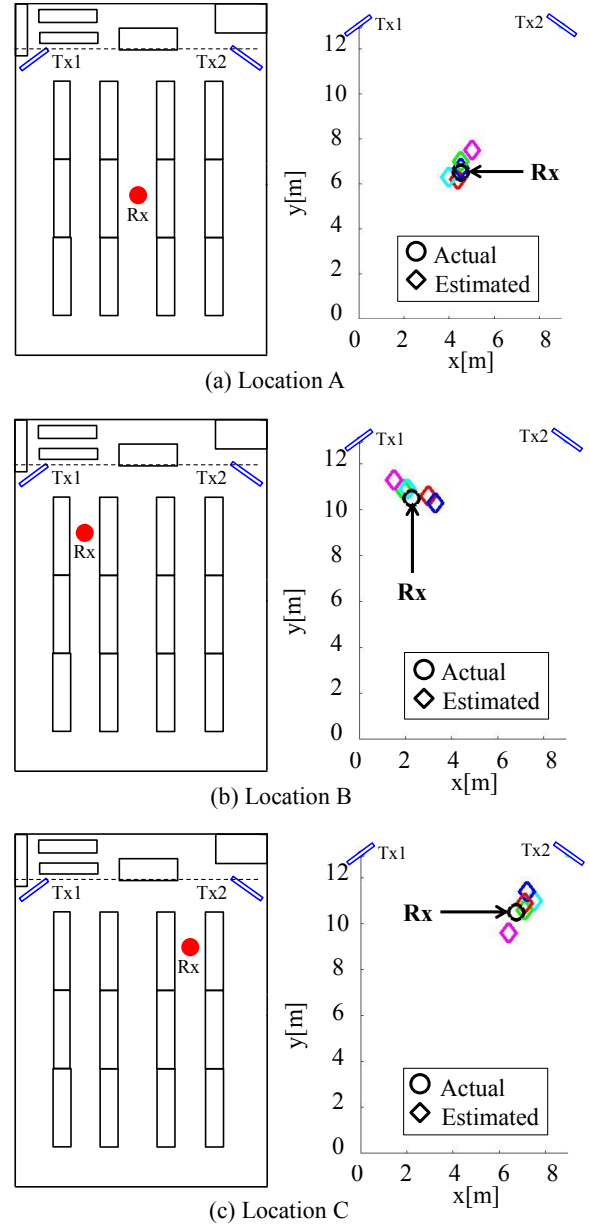 Tx1 Tx2
Rx
Tx1 Tx2
12
10
8
6
4
2
0
y[m]
Rx
Actual
Estimated
0 2 4 6 8
x[m]
(a) Location A
Tx1 Tx2
Rx
Tx1 Tx2
12
10
8
6
4
2
0
y[m]
Rx
Actual
Estimated
0 2 4 6 8
x[m]
(b) Location B
Tx1 Tx2
Rx
Tx1 Tx2
12
10
8
6
4
2
0
y[m]
Rx
Actual
Estimated
0 2 4 6 8
x[m]
(c) Location C